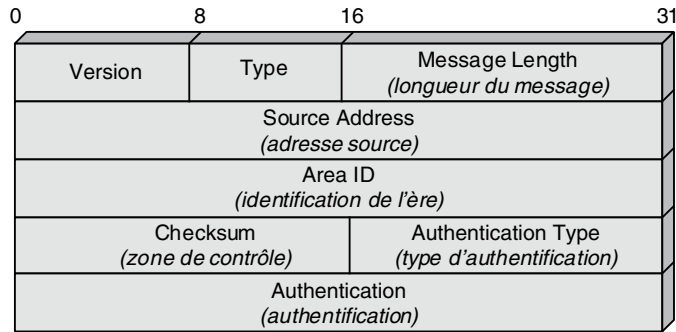 0 8 16 31
Version Type Message Length
(longueur du message)
Source Address
(adresse source)
Area ID
(identification de l'ère)
Checksum Authentication Type
(zone de contrôle) (type d'authentification)
Authentication
(authentification)